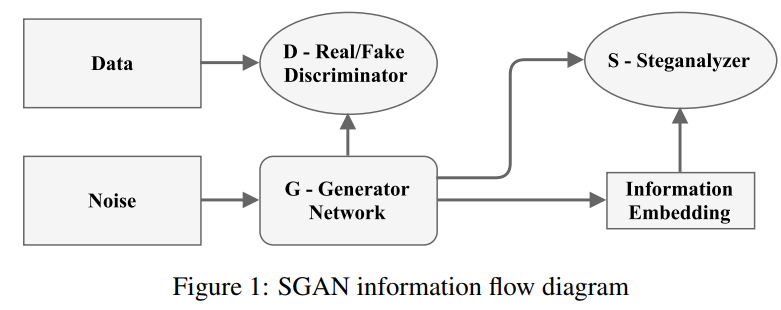 Data
D - Real/Fake
Discriminator
S - Steganalyzer
Noise
G - Generator
Network
Information
Embedding
Figure 1: SGAN information flow diagram